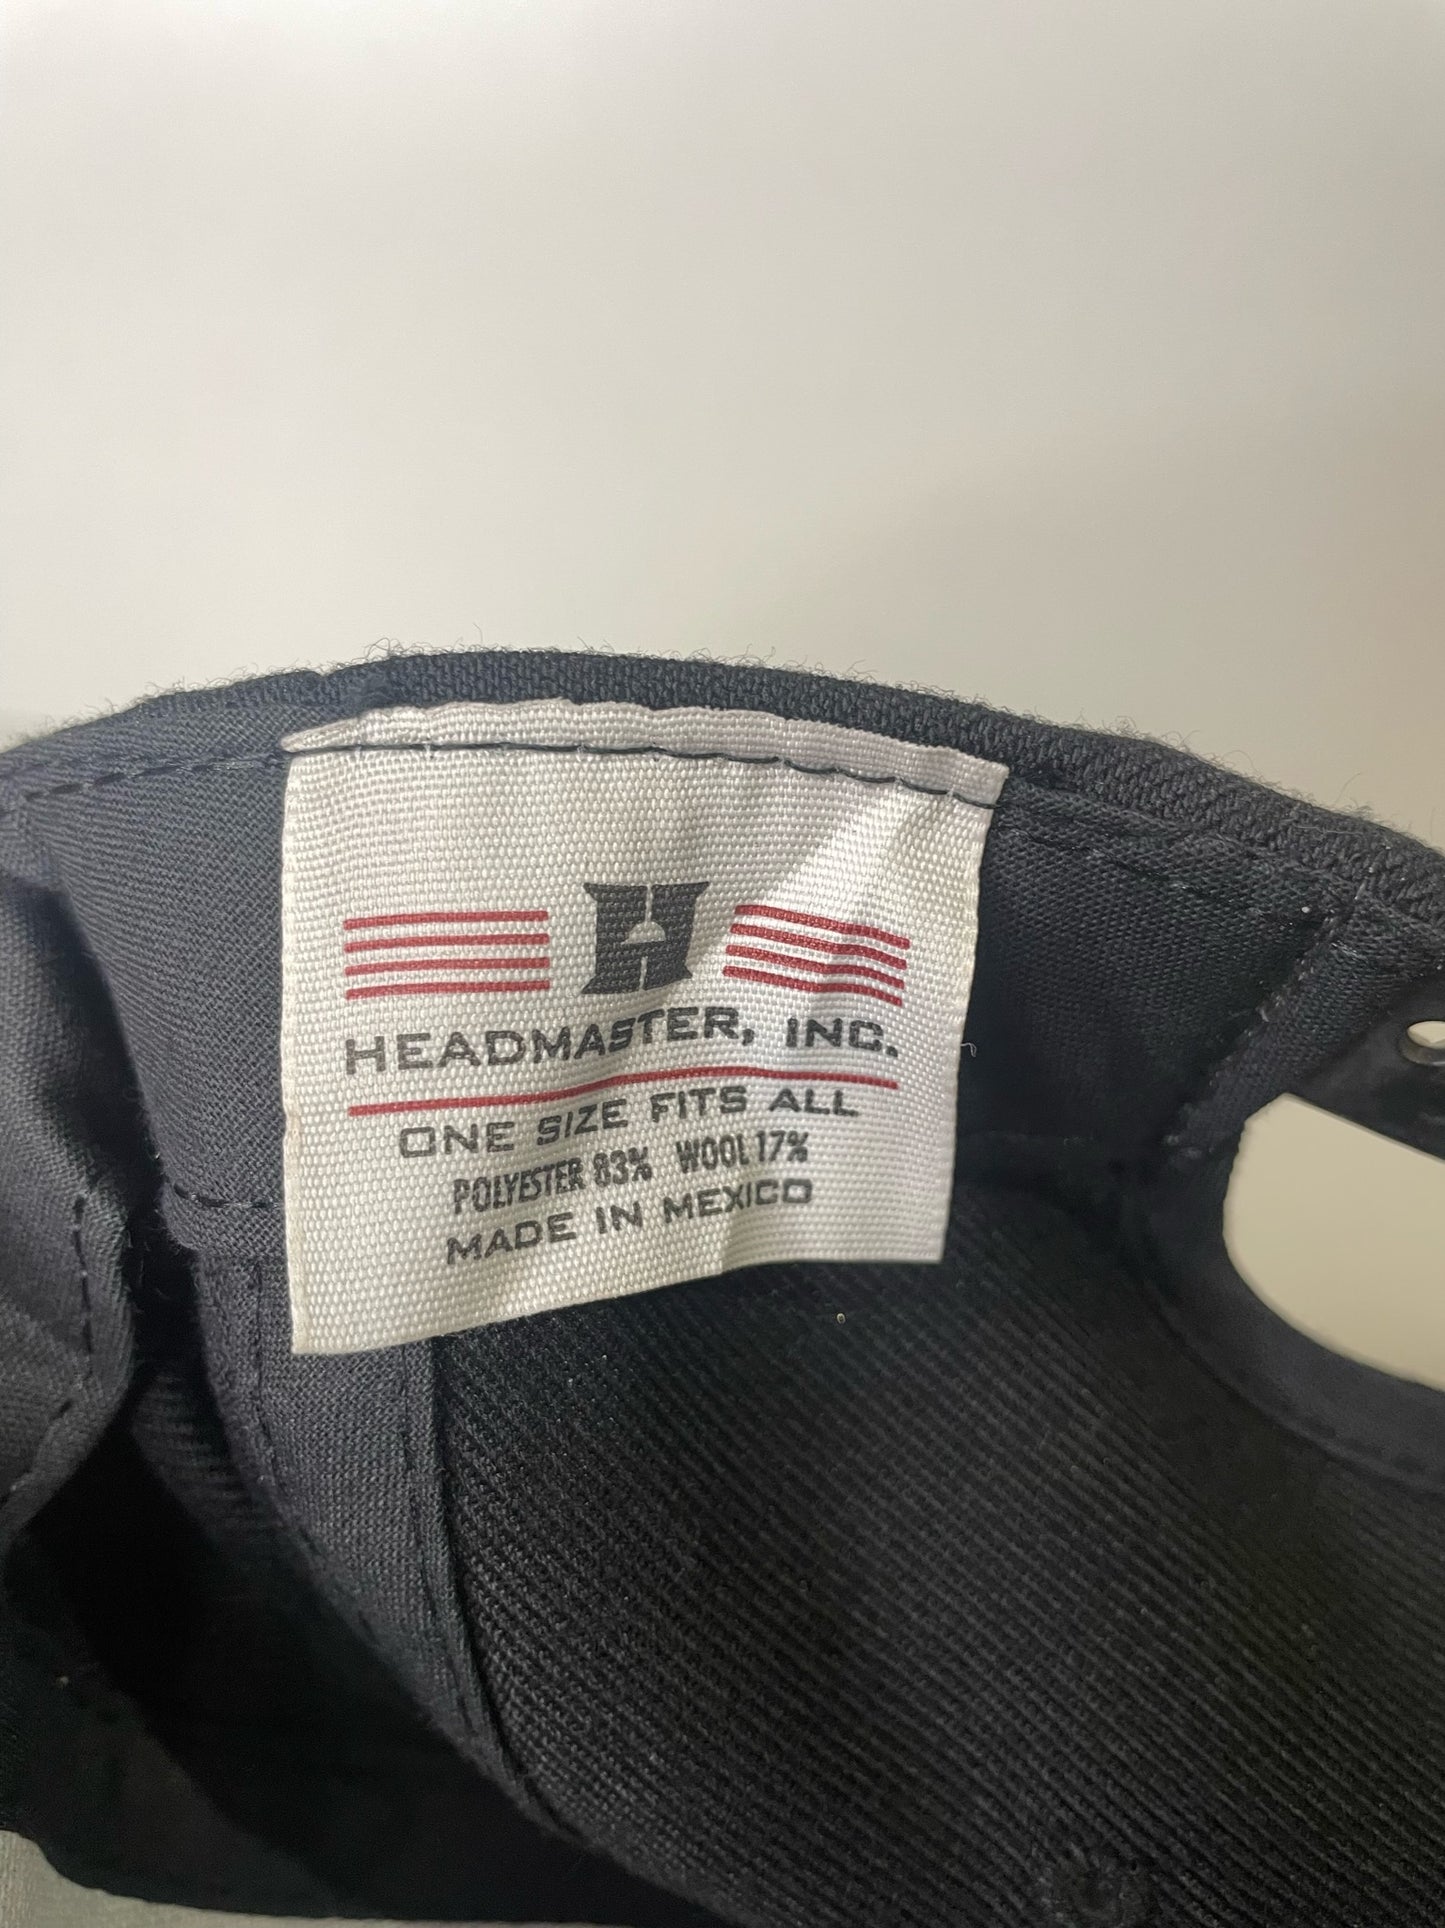 H
HEADMASTER, INC.
ONE SIZE FITS ALL
POLYESTER 83% WOOL 17%
MADE IN MEXICO